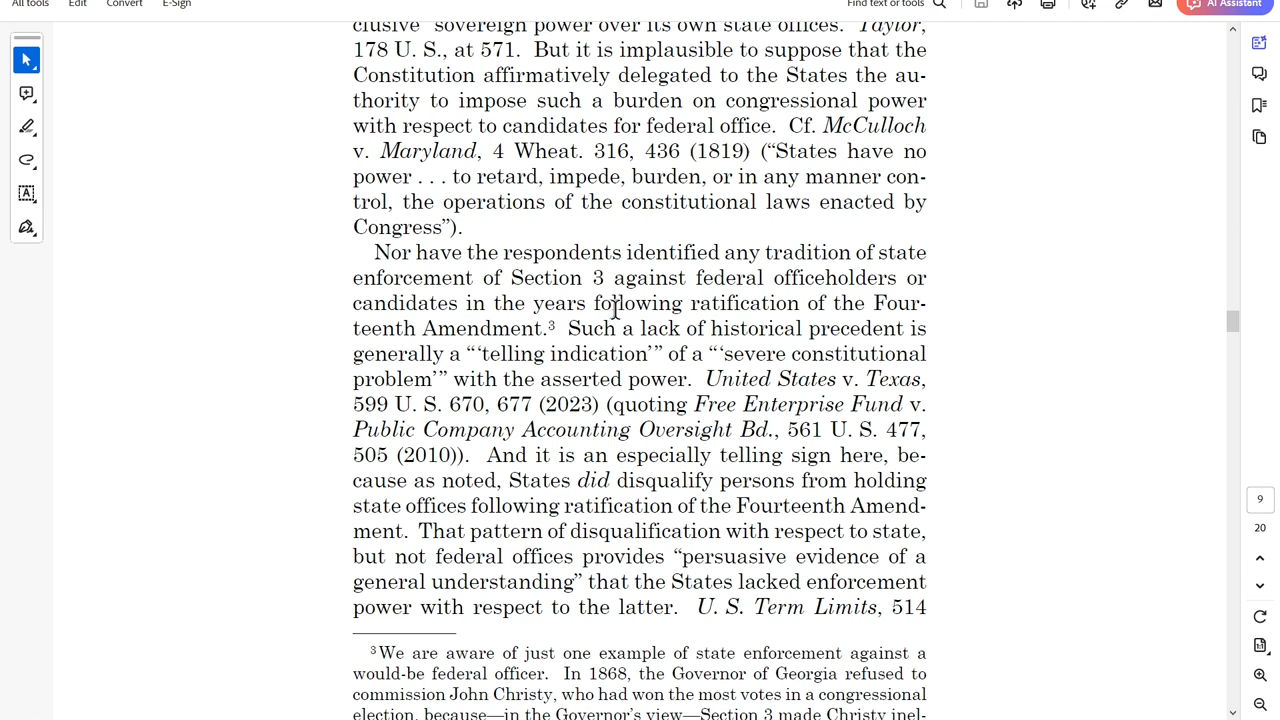 All tools Edit Convert E-Sign Find text or tools AI Assistant
clusive sovereign power over its own state offices. Taylor,
178 U. S., at 571. But it is implausible to suppose that the
Constitution affirmatively delegated to the States the au-
thority to impose such a burden on congressional power
with respect to candidates for federal office. Cf. McCulloch
v. Maryland, 4 Wheat. 316, 436 (1819) (“States have no
power . . . to retard, impede, burden, or in any manner con-
trol, the operations of the constitutional laws enacted by
Congress”).
Nor have the respondents identified any tradition of state
enforcement of Section 3 against federal officeholders or
candidates in the years following ratification of the Four-
teenth Amendment.³ Such a lack of historical precedent is
generally a “‘telling indication’” of a “‘severe constitutional
problem’” with the asserted power. United States v. Texas,
599 U. S. 670, 677 (2023) (quoting Free Enterprise Fund v.
Public Company Accounting Oversight Bd., 561 U. S. 477,
505 (2010)). And it is an especially telling sign here, be-
cause as noted, States did disqualify persons from holding
state offices following ratification of the Fourteenth Amend-
ment. That pattern of disqualification with respect to state,
but not federal offices provides “persuasive evidence of a
general understanding” that the States lacked enforcement
power with respect to the latter. U. S. Term Limits, 514
³We are aware of just one example of state enforcement against a
would-be federal officer. In 1868, the Governor of Georgia refused to
commission John Christy, who had won the most votes in a congressional
election, because—in the Governor’s view—Section 3 made Christy inel-
9
20